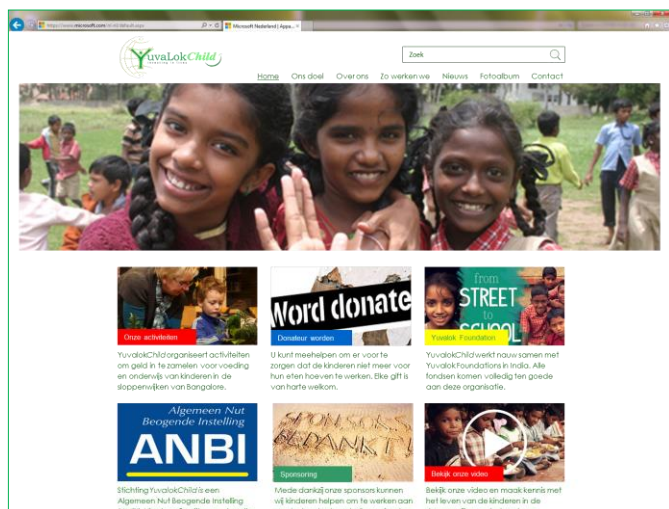 https://www.microsoft.com
Microsoft Nederland | Appa...
YuvaLokChild
Zoek
Home Ons doel Over ons Zo werken we Nieuws Fotoalbum Contact
Onze activiteiten
Word donate
Donateur worden
from
STREET
to
SCHOOL
Yuvalok Foundation
YuvalokChild organiseert activiteiten
om geld in te zamelen voor voeding
en onderwijs van kinderen in de
sloppenwijken van Bangalore.
U kunt meehelpen om er voor te
zorgen dat de kinderen niet meer voor
hun eten hoeven te werken. Elke gift is
van harte welkom.
YuvalokChild werkt nauw samen met
Yuvalok Foundations in India. Alle
fondsen komen volledig ten goede
aan deze organisatie.
Algemeen Nut
Beogende Instelling
ANBI
SPONSORS
BEDANKT!
Sponsoring
Bekijk onze video
Stichting YuvalokChild is een
Algemeen Nut Beogende Instelling
Mede dankzij onze sponsors kunnen
wij kinderen helpen om te werken aan
Bekijk onze video en maak kennis met
het leven van de kinderen in de